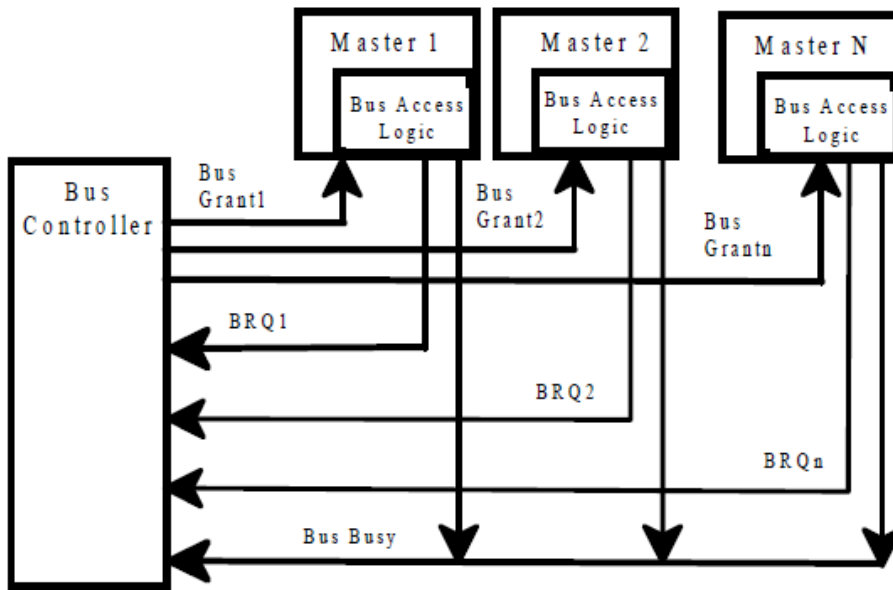 Master 1
Bus Access
Logic
Master 2
Bus Access
Logic
Master N
Bus Access
Logic
Bus
Controller
Bus
Grant1
Bus
Grant2
Bus
Grantn
BRQ1
BRQ2
BRQn
Bus Busy